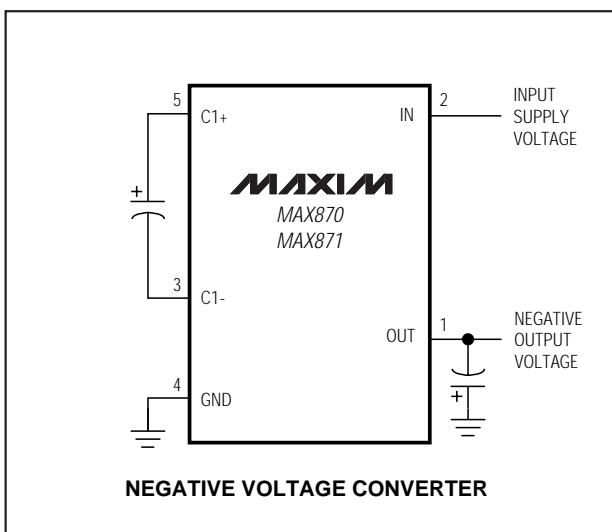 5
C1+
IN
2
INPUT
SUPPLY
VOLTAGE
MAXIM
MAX870
MAX871
+
3
C1-
OUT
1
NEGATIVE
OUTPUT
VOLTAGE
4
GND
+
NEGATIVE VOLTAGE CONVERTER